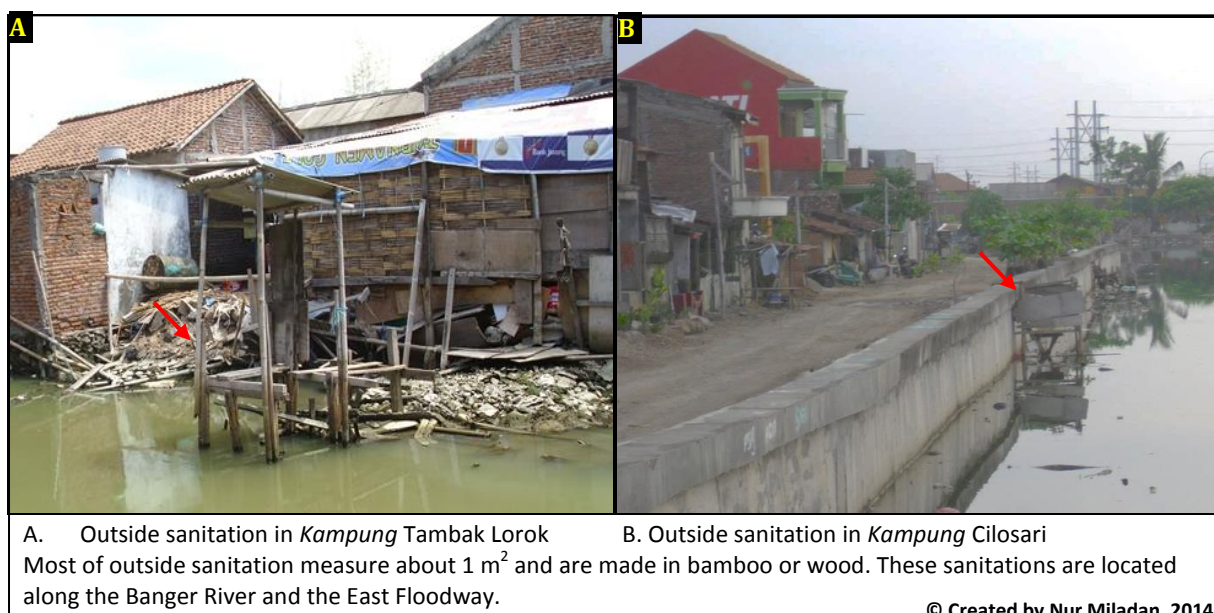 A
B
Bank Jateng
A. Outside sanitation in Kampung Tambak Lorok B. Outside sanitation in Kampung Cilosari
Most of outside sanitation measure about 1 m² and are made in bamboo or wood. These sanitations are located
along the Banger River and the East Floodway.
© Created by Nur Miladan, 2014